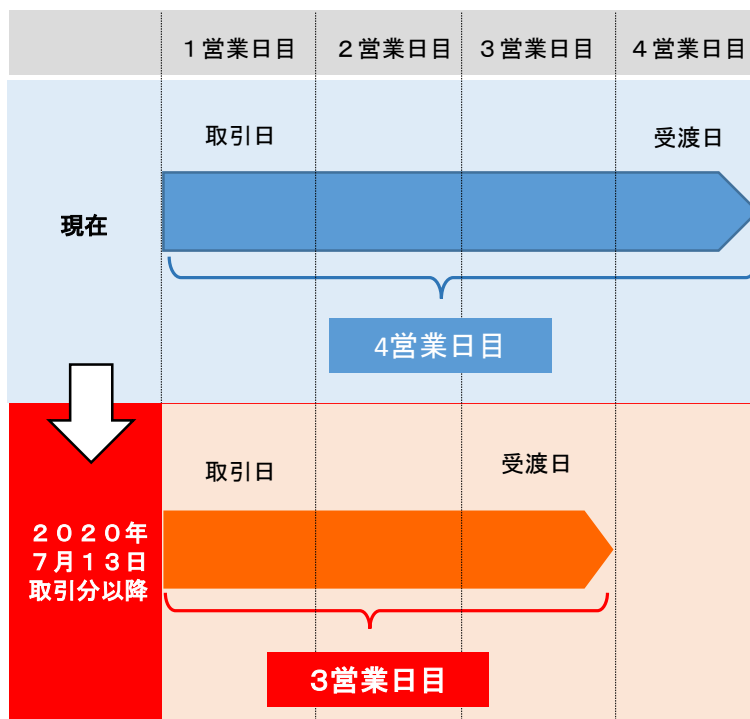 1営業日目
2営業日目
3営業日目
4営業日目
取引日
受渡日
現在
4営業日目
取引日
受渡日
2020年
7月13日
取引分以降
3営業日目